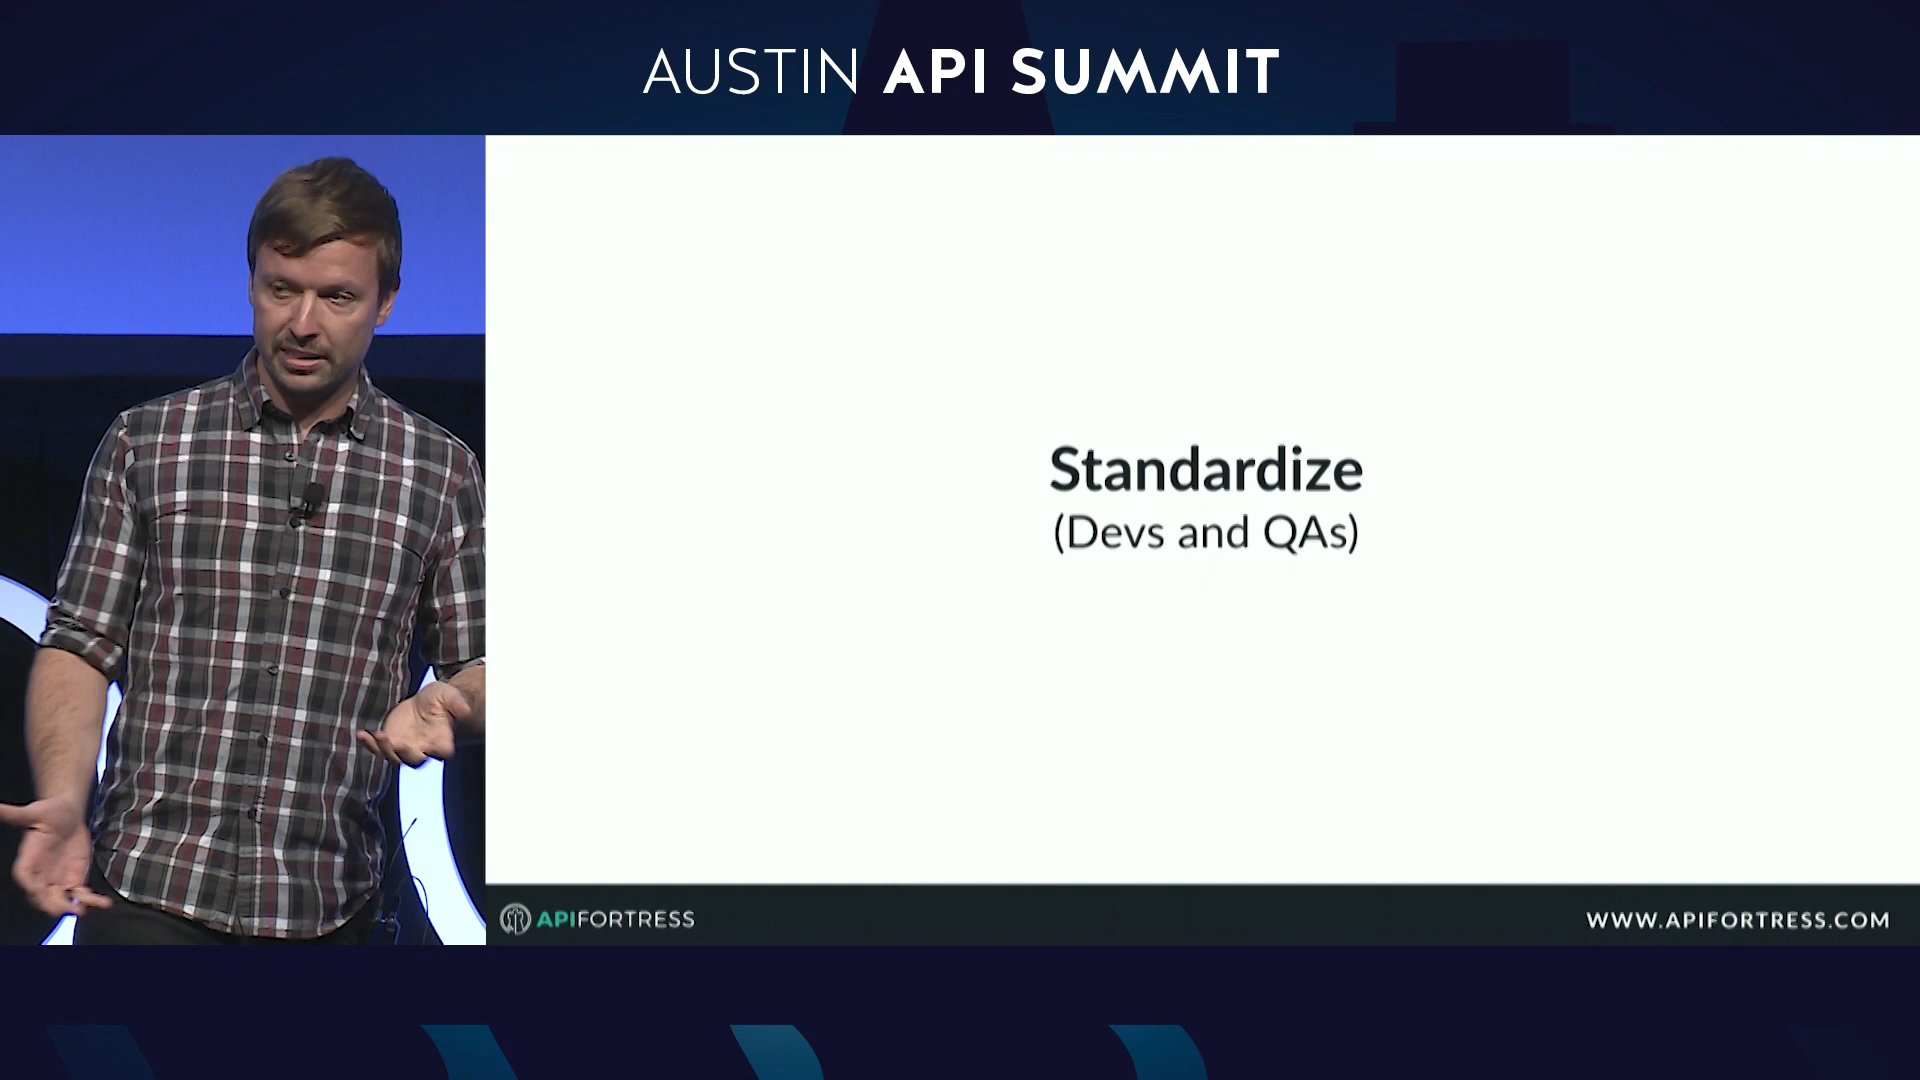 AUSTIN API SUMMIT
Standardize
(Devs and QAs)
APIFORTRESS
WWW.APIFORTRESS.COM